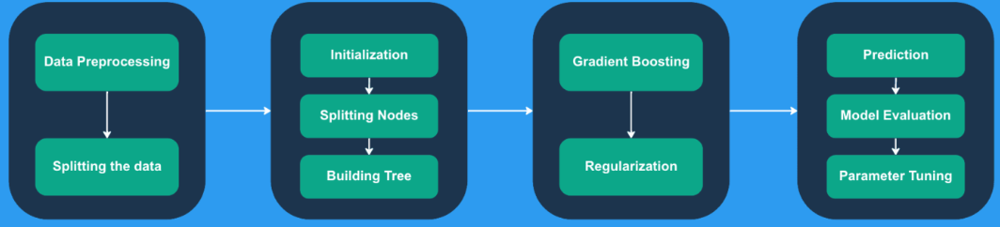 Data Preprocessing
Splitting the data
Initialization
Splitting Nodes
Building Tree
Gradient Boosting
Regularization
Prediction
Model Evaluation
Parameter Tuning